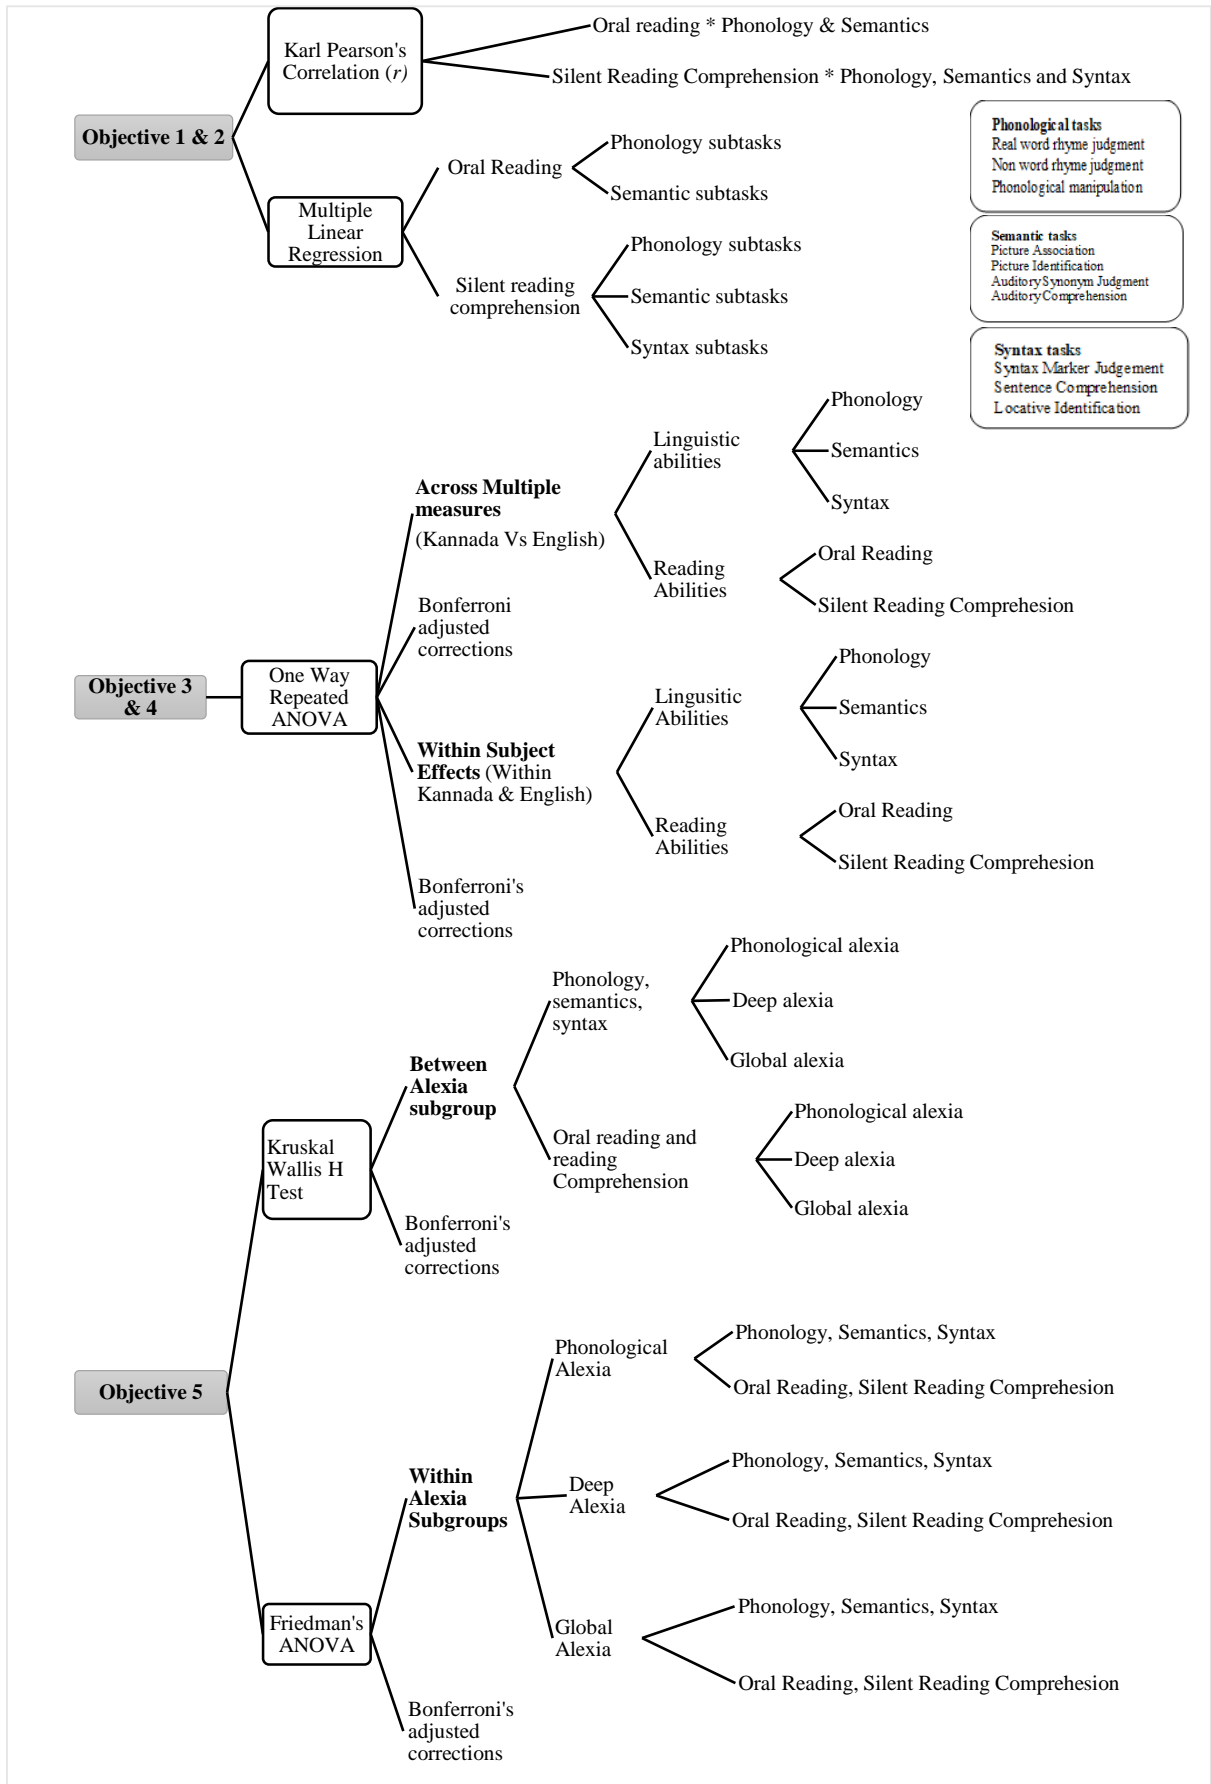 Karl Pearson's
Correlation (r)
Oral reading * Phonology & Semantics
Silent Reading Comprehension * Phonology, Semantics and Syntax
Objective 1 & 2
Multiple
Linear
Regression
Oral Reading
Phonology subtasks
Semantic subtasks
Silent reading
comprehension
Phonology subtasks
Semantic subtasks
Syntax subtasks
Phonological tasks
Real word rhyme judgment
Non word rhyme judgment
Phonological manipulation
Semantic tasks
Picture Association
Picture Identification
Auditory Synonym Judgment
Auditory Comprehension
Syntax tasks
Syntax Marker Judgement
Sentence Comprehension
Locative Identification
Objective 3
& 4
One Way
Repeated
ANOVA
Across Multiple
measures
(Kannada Vs English)
Linguistic
abilities
Phonology
Semantics
Syntax
Reading
Abilities
Oral Reading
Silent Reading Comprehesion
Bonferroni
adjusted
corrections
Within Subject
Effects (Within
Kannada & English)
Lingusitic
Abilities
Phonology
Semantics
Syntax
Reading
Abilities
Oral Reading
Silent Reading Comprehesion
Bonferroni's
adjusted
corrections
Objective 5
Kruskal
Wallis H
Test
Between
Alexia
subgroup
Phonology,
semantics,
syntax
Phonological alexia
Deep alexia
Global alexia
Oral reading and
reading
Comprehension
Phonological alexia
Deep alexia
Global alexia
Bonferroni's
adjusted
corrections
Friedman's
ANOVA
Within
Alexia
Subgroups
Phonological
Alexia
Phonology, Semantics, Syntax
Oral Reading, Silent Reading Comprehesion
Deep
Alexia
Phonology, Semantics, Syntax
Oral Reading, Silent Reading Comprehesion
Global
Alexia
Phonology, Semantics, Syntax
Oral Reading, Silent Reading Comprehesion
Bonferroni's
adjusted
corrections